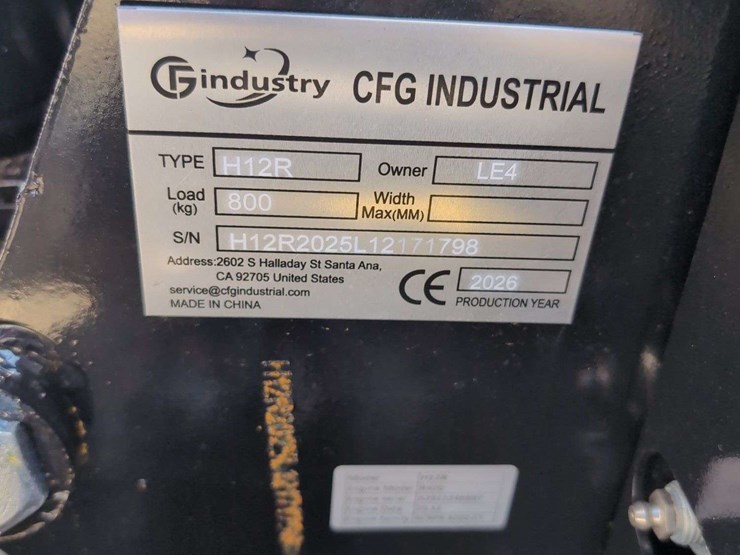 CFGindustry CFG INDUSTRIAL
TYPE H12R Owner LE4
Load (kg) 800 Width Max(MM)
S/N H12R2025L12171798
Address:2602 S Halladay St Santa Ana,
CA 92705 United States
service@cfgindustrial.com
MADE IN CHINA
CE 2026
PRODUCTION YEAR